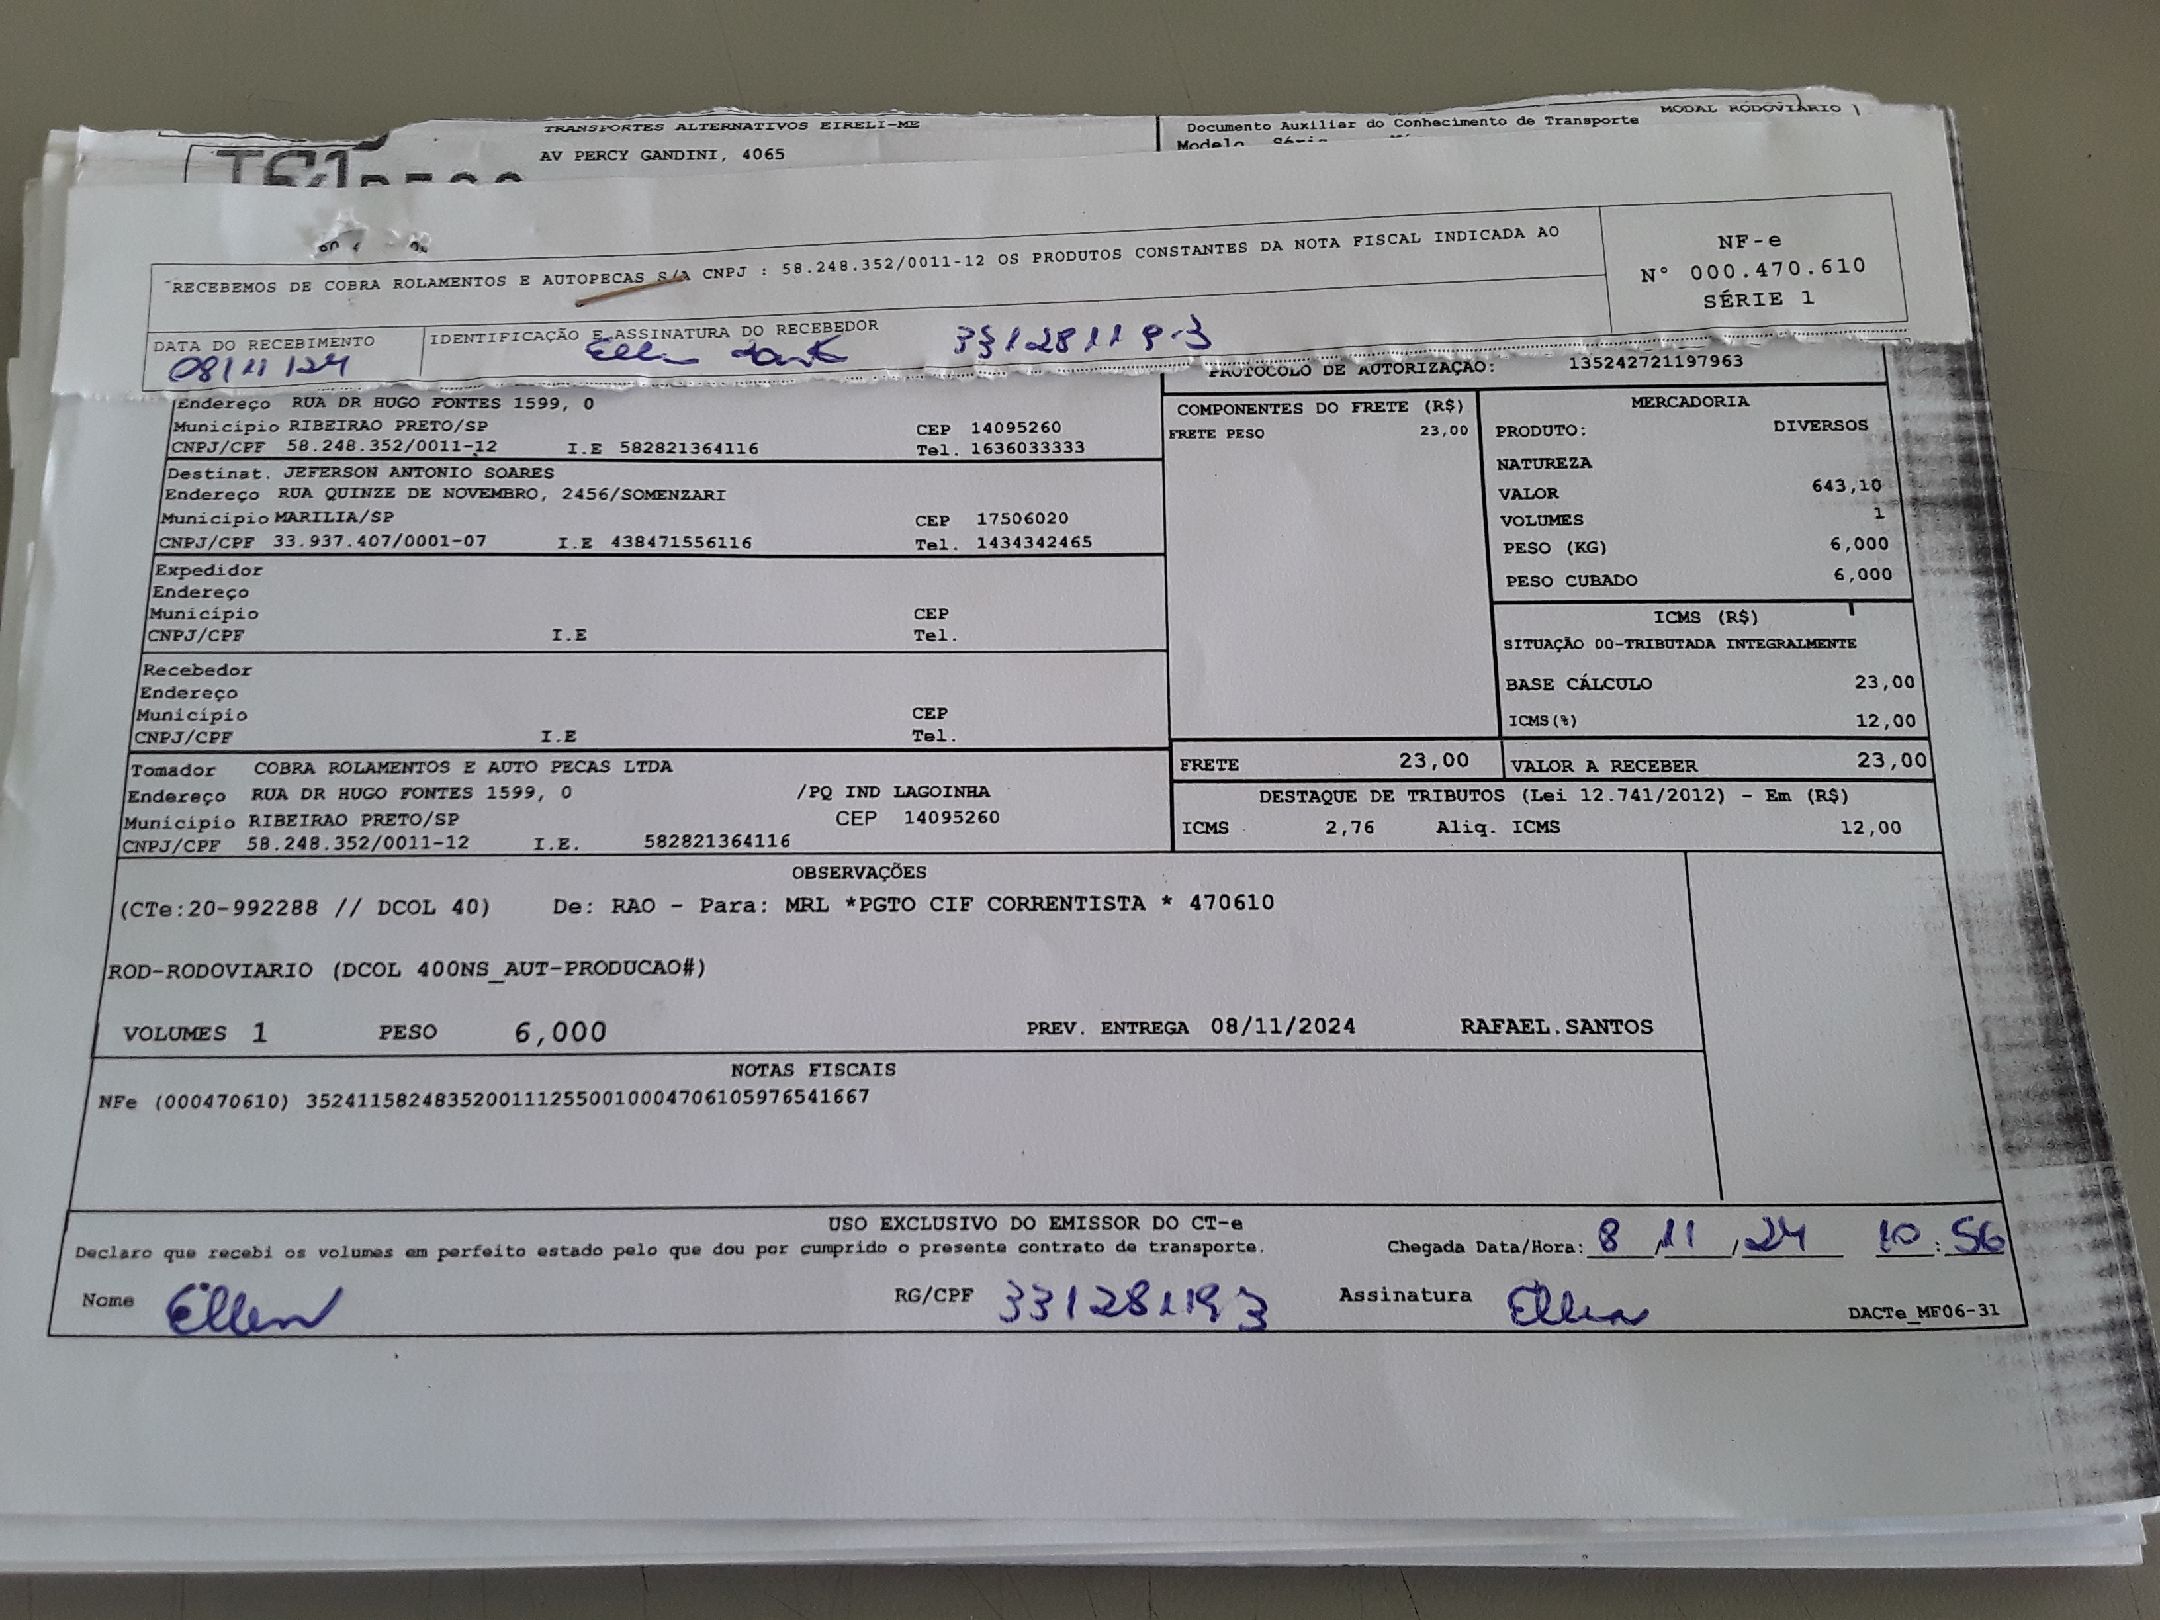 TRANSPORTES ALTERNATIVOS EIRELI-ME
AV PERCY GANDINI, 4065
MODAL RODOVIÁRIO
Documento Auxiliar do Conhecimento de Transporte
Modelo Série
RECEBEMOS DE COBRA ROLAMENTOS E AUTOPECAS S/A CNPJ : 58.248.352/0011-12 OS PRODUTOS CONSTANTES DA NOTA FISCAL INDICADA AO
NF-e
N° 000.470.610
SÉRIE 1
DATA DO RECEBIMENTO
08/11/24
IDENTIFICAÇÃO E ASSINATURA DO RECEBEDOR
Ellen 33128119-3
PROTOCOLO DE AUTORIZAÇÃO: 135242721197963
Endereço RUA DR HUGO FONTES 1599, 0
Município RIBEIRAO PRETO/SP CEP 14095260
CNPJ/CPF 58.248.352/0011-12 I.E 582821364116 Tel. 1636033333
Destinat. JEFERSON ANTONIO SOARES
Endereço RUA QUINZE DE NOVEMBRO, 2456/SOMENZARI
Município MARILIA/SP CEP 17506020
CNPJ/CPF 33.937.407/0001-07 I.E 438471556116 Tel. 1434342465
Expedidor
Endereço
Município CEP
CNPJ/CPF I.E Tel.
Recebedor
Endereço
Município CEP
CNPJ/CPF I.E Tel.
Tomador COBRA ROLAMENTOS E AUTO PECAS LTDA
Endereço RUA DR HUGO FONTES 1599, 0 /PQ IND LAGOINHA
Município RIBEIRAO PRETO/SP CEP 14095260
CNPJ/CPF 58.248.352/0011-12 I.E. 582821364116
COMPONENTES DO FRETE (R$)
FRETE PESO 23,00
MERCADORIA
PRODUTO: DIVERSOS
NATUREZA
VALOR 643,10
VOLUMES 1
PESO (KG) 6,000
PESO CUBADO 6,000
ICMS (R$)
SITUAÇÃO 00-TRIBUTADA INTEGRALMENTE
BASE CÁLCULO 23,00
ICMS(%) 12,00
FRETE 23,00 VALOR A RECEBER 23,00
DESTAQUE DE TRIBUTOS (Lei 12.741/2012) - Em (R$)
ICMS 2,76 Aliq. ICMS 12,00
OBSERVAÇÕES
(CTe:20-992288 // DCOL 40) De: RAO - Para: MRL *PGTO CIF CORRENTISTA * 470610
ROD-RODOVIARIO (DCOL 400NS_AUT-PRODUCAO#)
VOLUMES 1 PESO 6,000 PREV. ENTREGA 08/11/2024 RAFAEL.SANTOS
NOTAS FISCAIS
NFe (000470610) 35241158248352001112550010004706105976541667
USO EXCLUSIVO DO EMISSOR DO CT-e
Declaro que recebi os volumes em perfeito estado pelo que dou por cumprido o presente contrato de transporte. Chegada Data/Hora: 8/11/24 10:56
Nome Ellen RG/CPF 331281193 Assinatura Ellen
DACTe_MF06-31